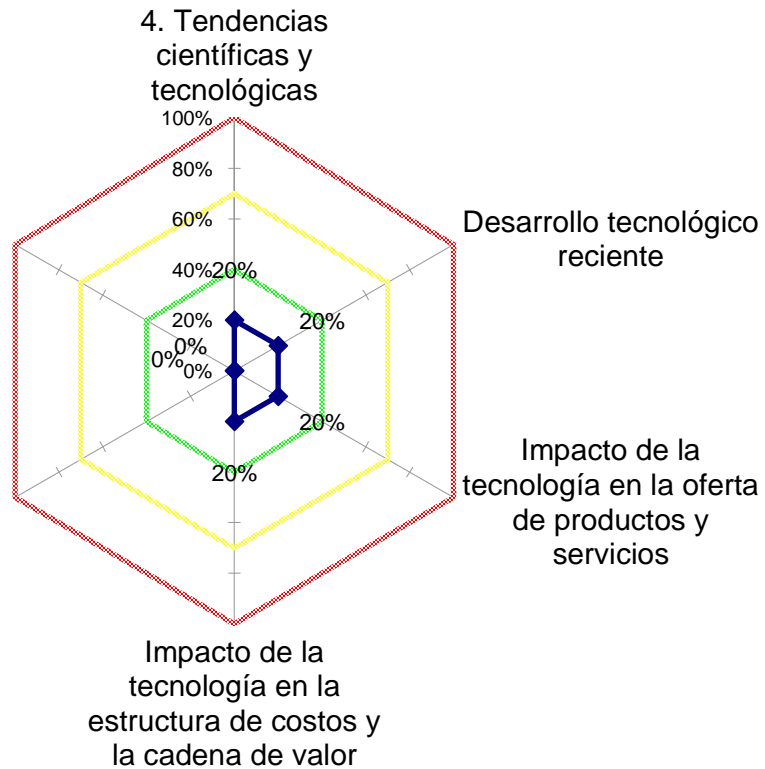 4. Tendencias
científicas y
tecnológicas
100%
80%
60%
40%
20%
20%
0%
0%
0%
20%
20%
20%
Desarrollo tecnológico
reciente
Impacto de la
tecnología en la oferta
de productos y
servicios
Impacto de la
tecnología en la
estructura de costos y
la cadena de valor